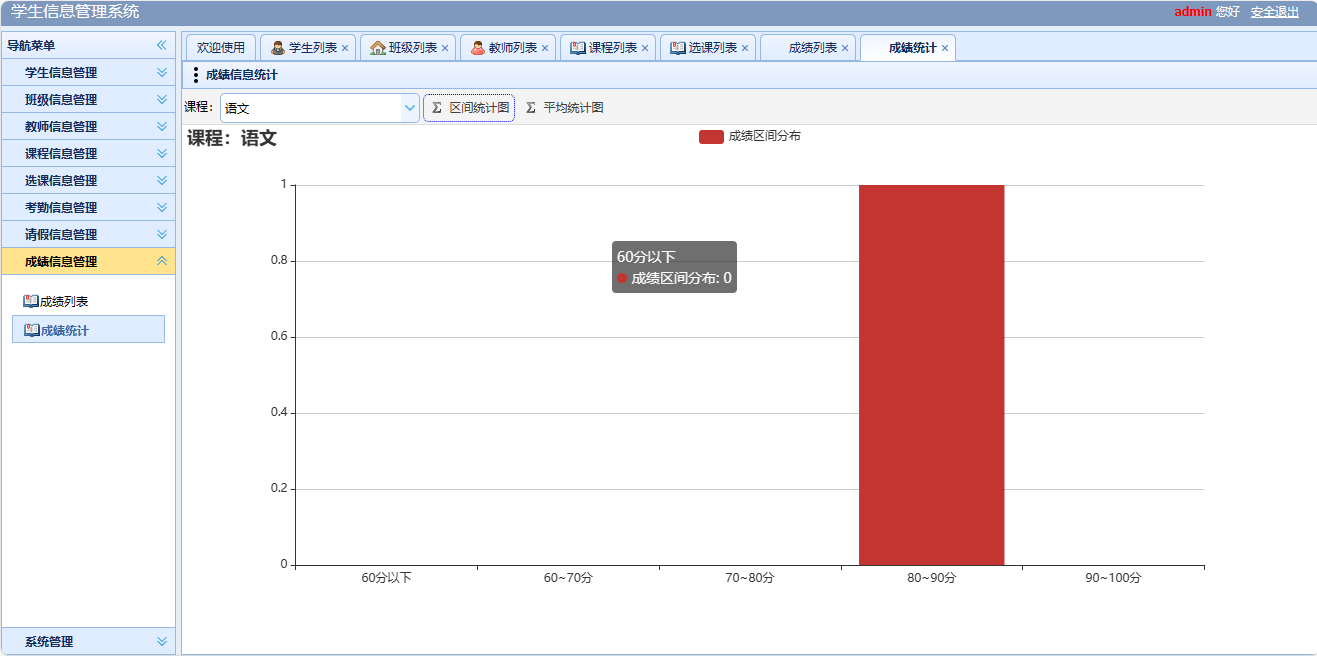 学生信息管理系统
admin 您好 安全退出
导航菜单
学生信息管理
班级信息管理
教师信息管理
课程信息管理
选课信息管理
考勤信息管理
请假信息管理
成绩信息管理
成绩列表
成绩统计
系统管理
欢迎使用 学生列表 × 班级列表 × 教师列表 × 课程列表 × 选课列表 × 成绩列表 × 成绩统计 ×
成绩信息统计
课程: 语文 Σ 区间统计图 Σ 平均统计图
课程：语文
成绩区间分布
1
0.8
0.6
0.4
0.2
0
60分以下
成绩区间分布: 0
60分以下 60~70分 70~80分 80~90分 90~100分